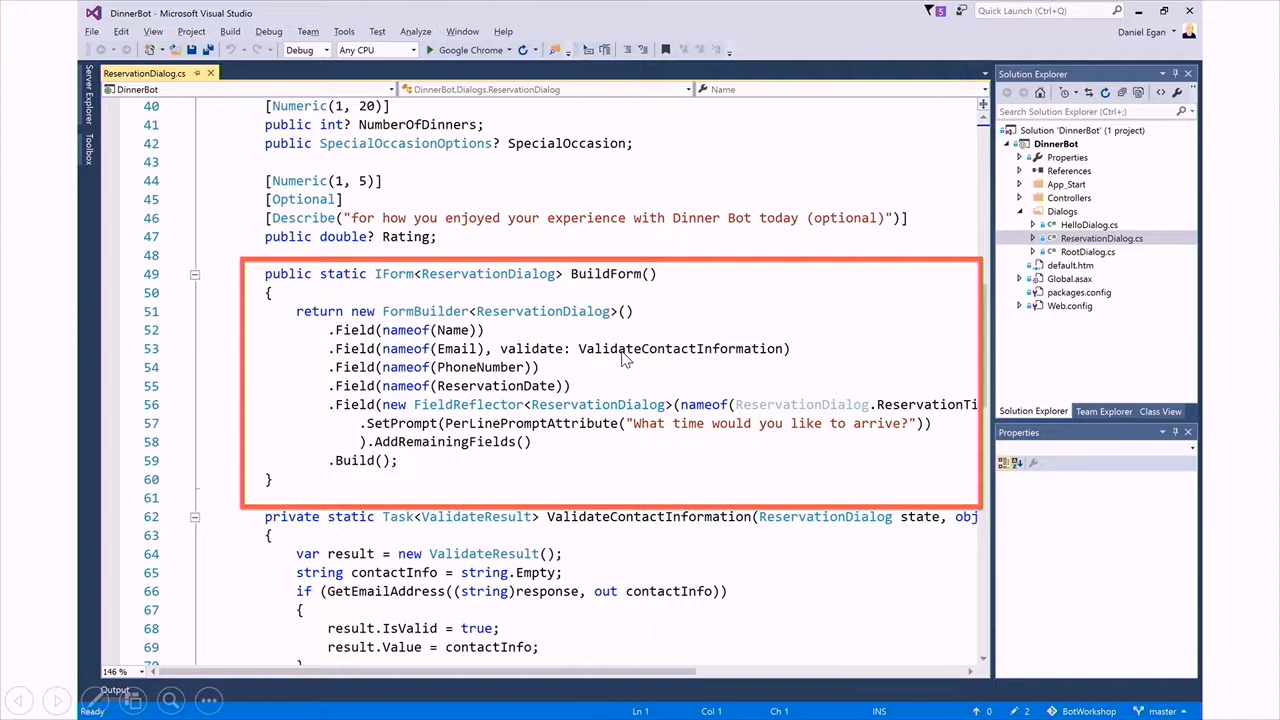 DinnerBot - Microsoft Visual Studio
5
Quick Launch (Ctrl+Q)
File Edit View Project Build Debug Team Tools Test Analyze Window Help
Daniel Egan
Debug Any CPU Google Chrome
ReservationDialog.cs
DinnerBot DinnerBot.Dialogs.ReservationDialog Name
Server Explorer
Toolbox
40 [Numeric(1, 20)]
41 public int? NumberOfDinners;
42 public SpecialOccasionOptions? SpecialOccasion;
43
44 [Numeric(1, 5)]
45 [Optional]
46 [Describe("for how you enjoyed your experience with Dinner Bot today (optional)")]
47 public double? Rating;
48
49 public static IForm<ReservationDialog> BuildForm()
50 {
51 return new FormBuilder<ReservationDialog>()
52 .Field(nameof(Name))
53 .Field(nameof(Email), validate: ValidateContactInformation)
54 .Field(nameof(PhoneNumber))
55 .Field(nameof(ReservationDate))
56 .Field(new FieldReflector<ReservationDialog>(nameof(ReservationDialog.ReservationTi
57 .SetPrompt(PerLinePromptAttribute("What time would you like to arrive?"))
58 ).AddRemainingFields()
59 .Build();
60 }
61
62 private static Task<ValidateResult> ValidateContactInformation(ReservationDialog state, obj
63 {
64 var result = new ValidateResult();
65 string contactInfo = string.Empty;
66 if (GetEmailAddress((string)response, out contactInfo))
67 {
68 result.IsValid = true;
69 result.Value = contactInfo;
70 }
146 %
Solution Explorer
Search Solution Explorer (Ctrl+;)
Solution 'DinnerBot' (1 project)
DinnerBot
Properties
References
App_Start
Controllers
Dialogs
HelloDialog.cs
ReservationDialog.cs
RootDialog.cs
default.htm
Global.asax
packages.config
Web.config
Solution Explorer Team Explorer Class View
Properties
Output
Ready Ln 1 Col 1 Ch 1 INS 0 2 BotWorkshop master